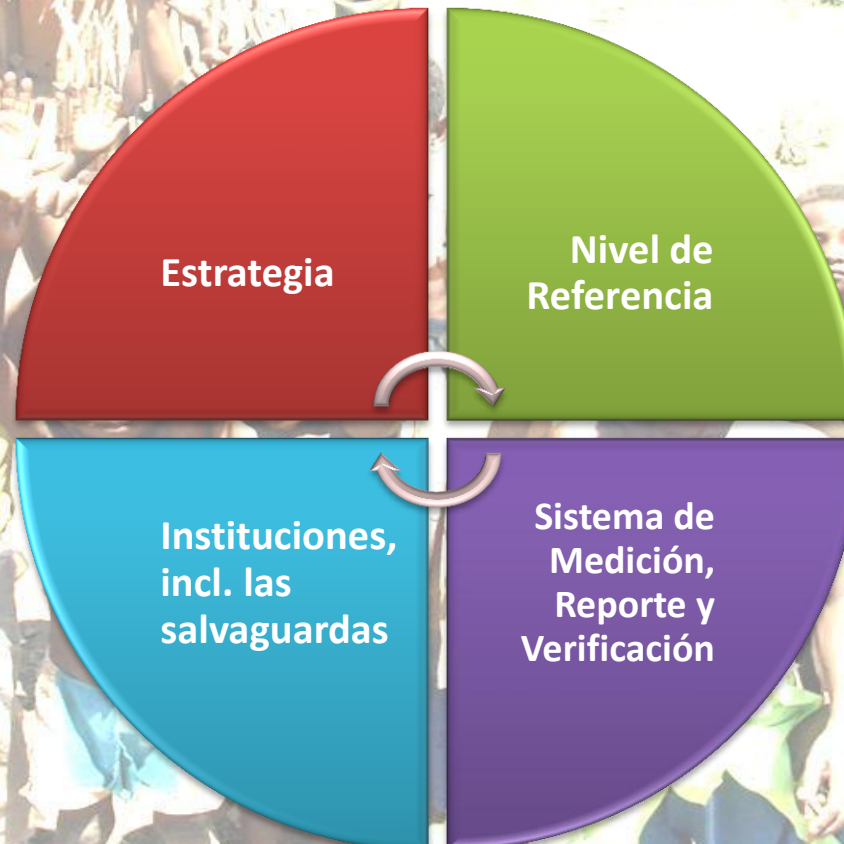 Estrategia
Nivel de
Referencia
Instituciones,
incl. las
salvaguardas
Sistema de
Medición,
Reporte y
Verificación